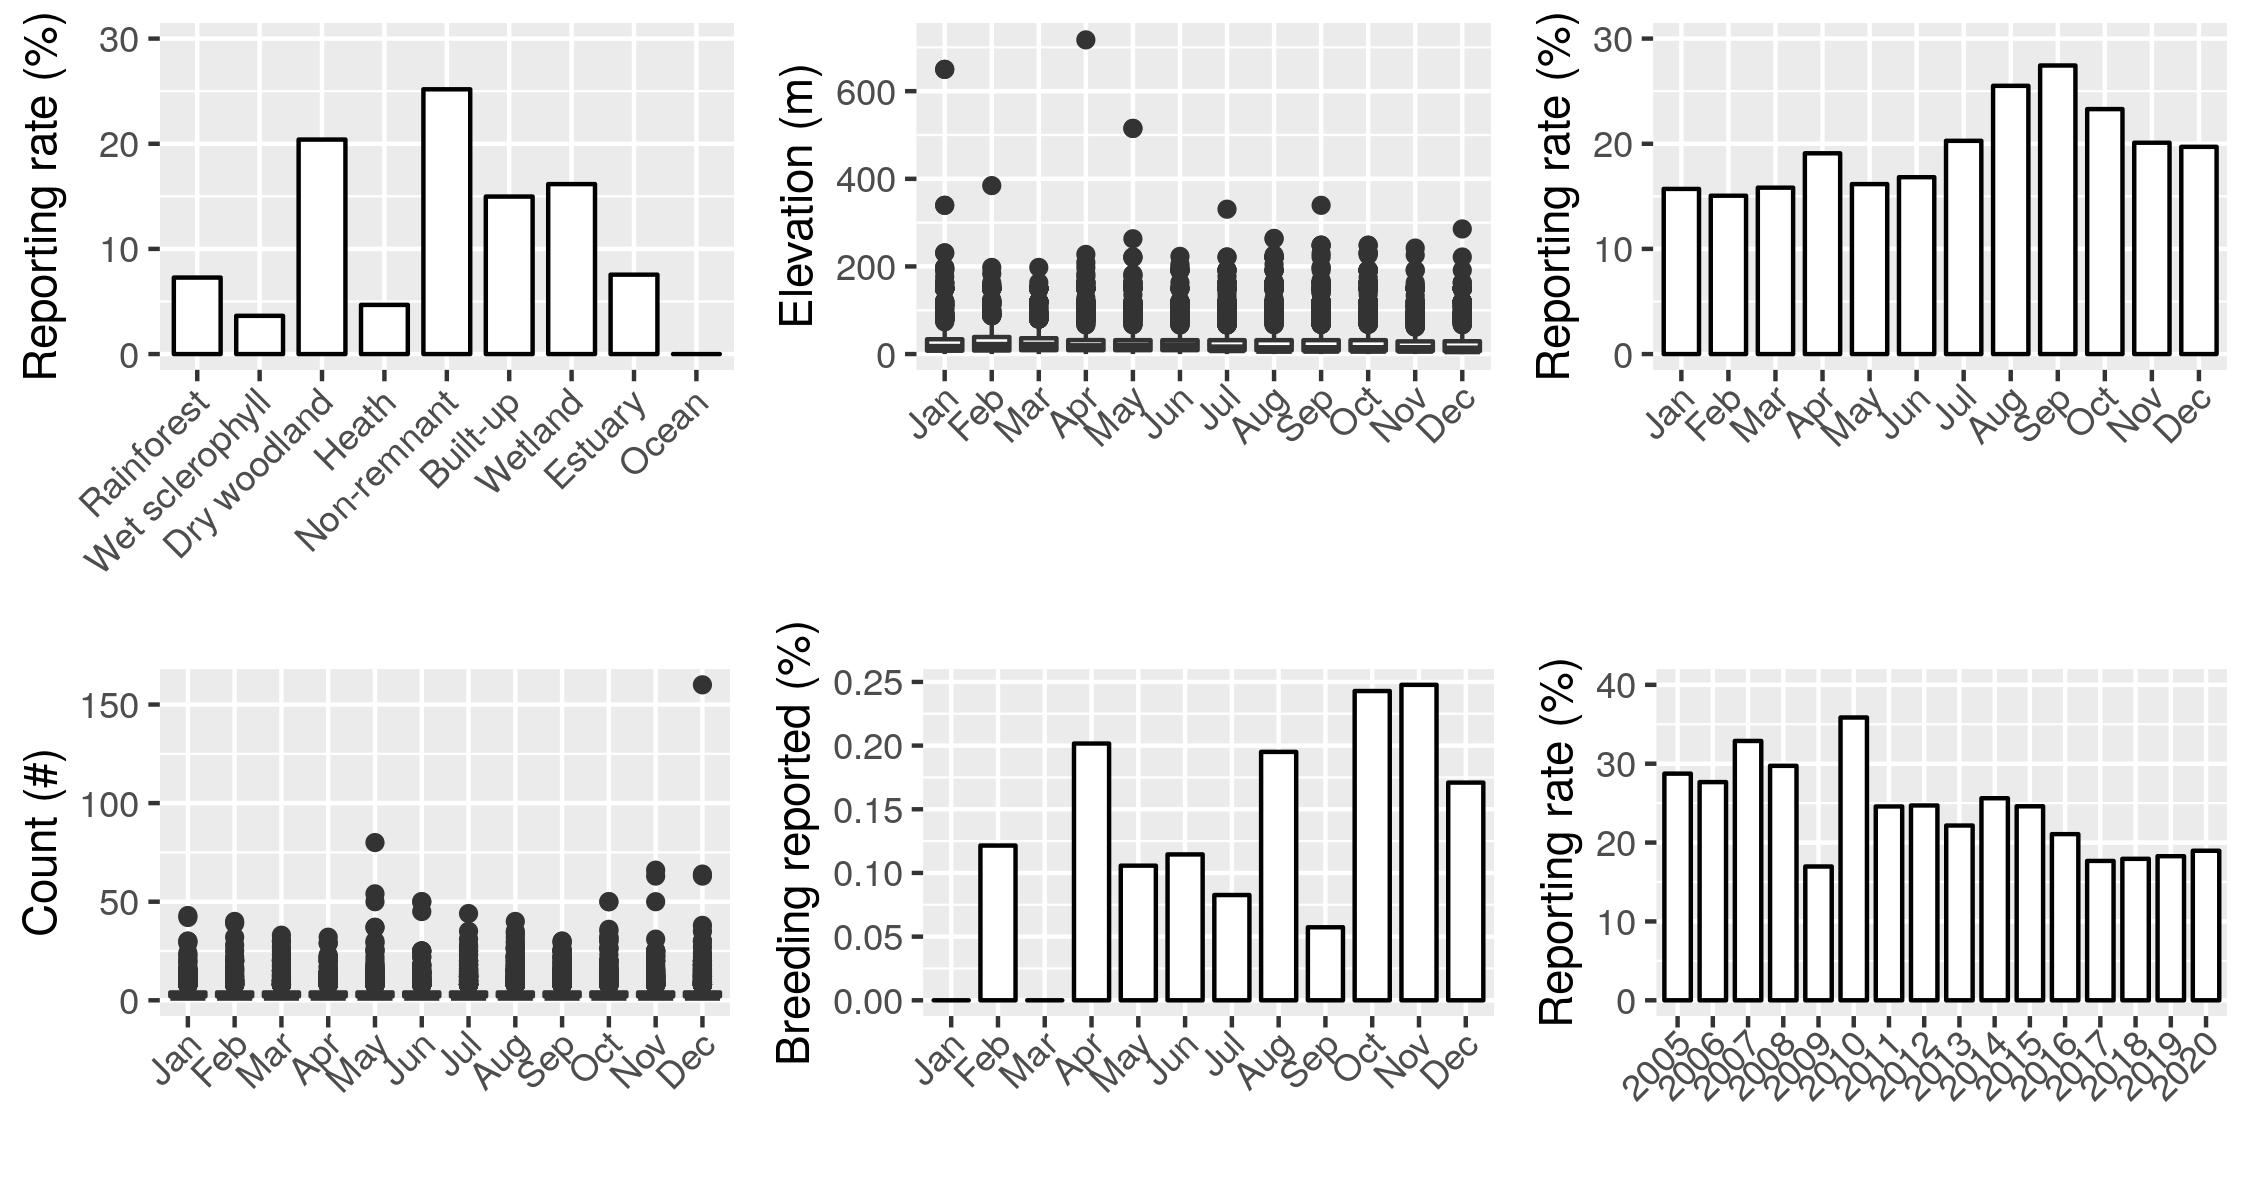 Reporting rate (%)
30
20
10
0
Rainforest
Wet sclerophyll
Dry woodland
Heath
Non-remnant
Built-up
Wetland
Estuary
Ocean
Elevation (m)
600
400
200
0
Jan
Feb
Mar
Apr
May
Jun
Jul
Aug
Sep
Oct
Nov
Dec
Reporting rate (%)
30
20
10
0
Jan
Feb
Mar
Apr
May
Jun
Jul
Aug
Sep
Oct
Nov
Dec
Count (#)
150
100
50
0
Jan
Feb
Mar
Apr
May
Jun
Jul
Aug
Sep
Oct
Nov
Dec
Breeding reported (%)
0.25
0.20
0.15
0.10
0.05
0.00
Jan
Feb
Mar
Apr
May
Jun
Jul
Aug
Sep
Oct
Nov
Dec
Reporting rate (%)
40
30
20
10
0
2005
2006
2007
2008
2009
2010
2011
2012
2013
2014
2015
2016
2017
2018
2019
2020